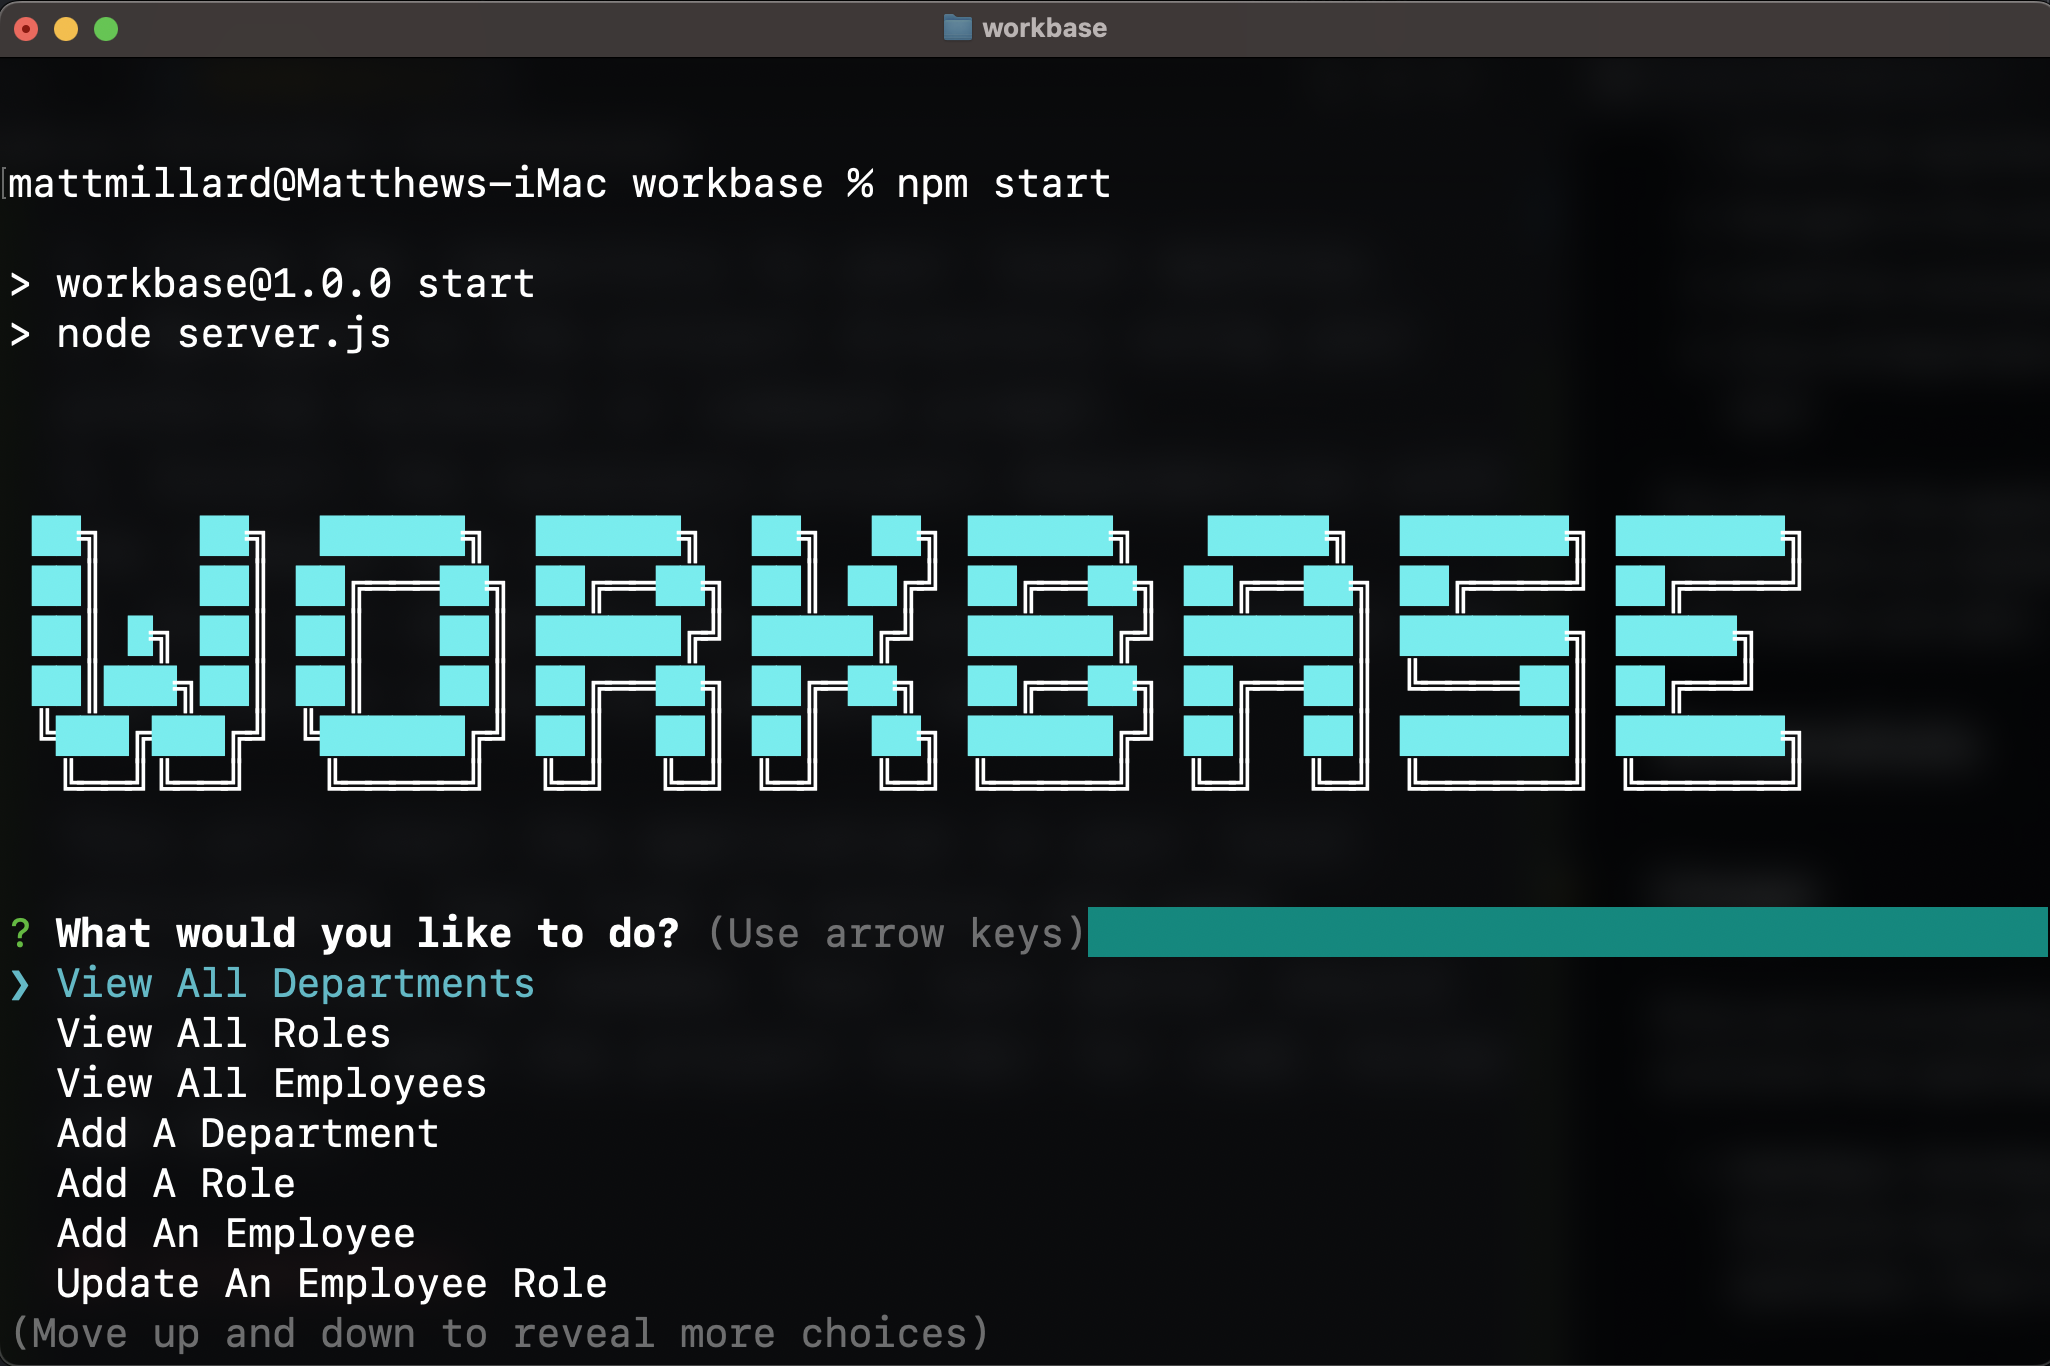 workbase
mattmillard@Matthews-iMac workbase % npm start
> workbase@1.0.0 start
> node server.js
WORKBASE
? What would you like to do? (Use arrow keys)
❯ View All Departments
View All Roles
View All Employees
Add A Department
Add A Role
Add An Employee
Update An Employee Role
(Move up and down to reveal more choices)